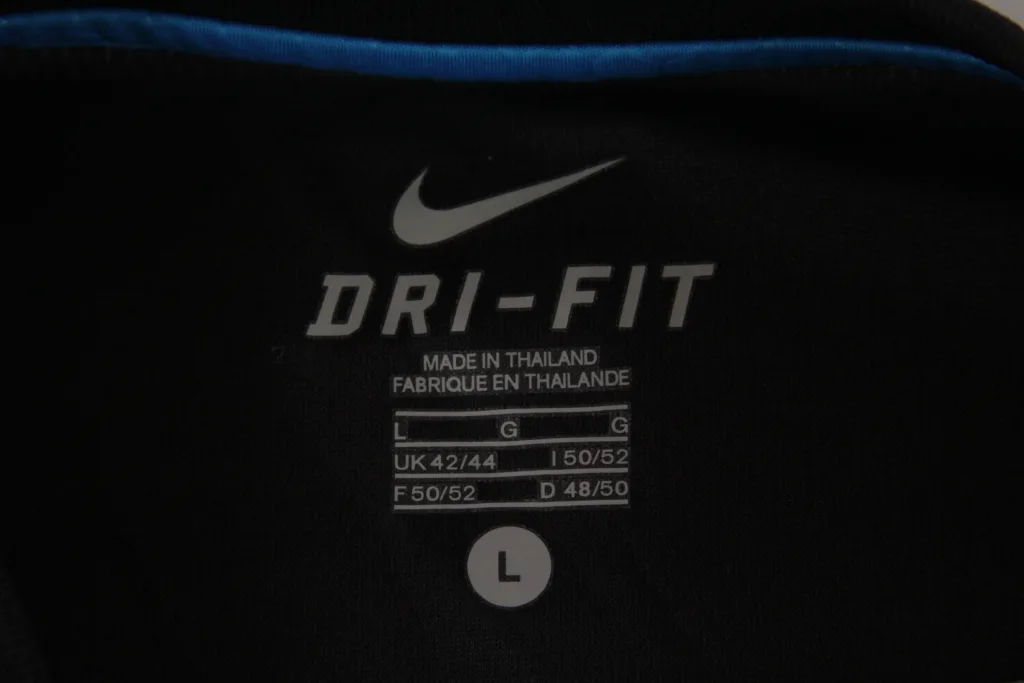 DRI-FIT
MADE IN THAILAND
FABRIQUE EN THAILANDE
L G G
UK 42/44 I 50/52
F 50/52 D 48/50
L